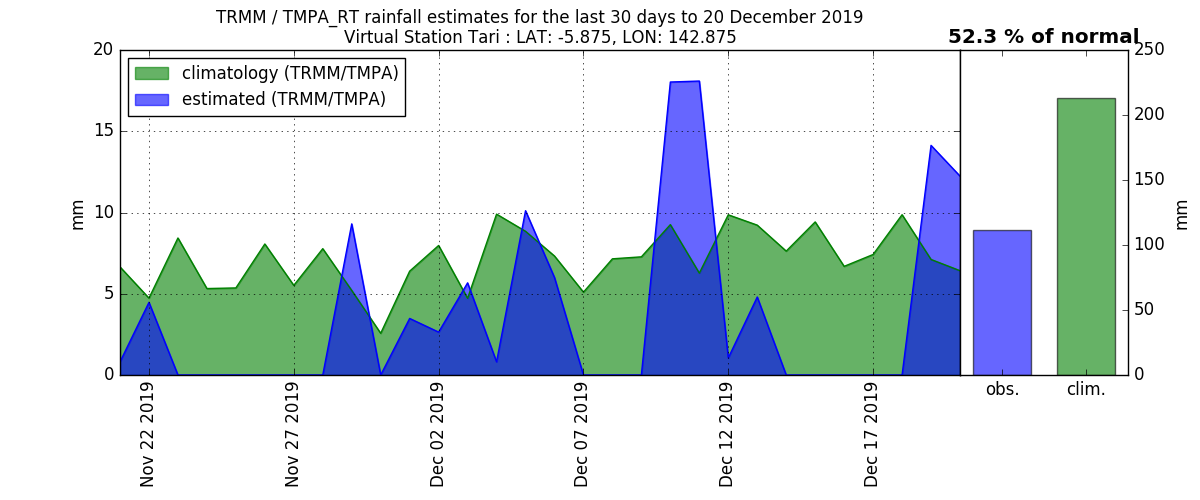 TRMM / TMPA_RT rainfall estimates for the last 30 days to 20 December 2019
Virtual Station Tari : LAT: -5.875, LON: 142.875
52.3 % of normal
climatology (TRMM/TMPA)
estimated (TRMM/TMPA)
20
15
10
5
0
mm
250
200
150
100
50
0
mm
Nov 22 2019
Nov 27 2019
Dec 02 2019
Dec 07 2019
Dec 12 2019
Dec 17 2019
obs.
clim.